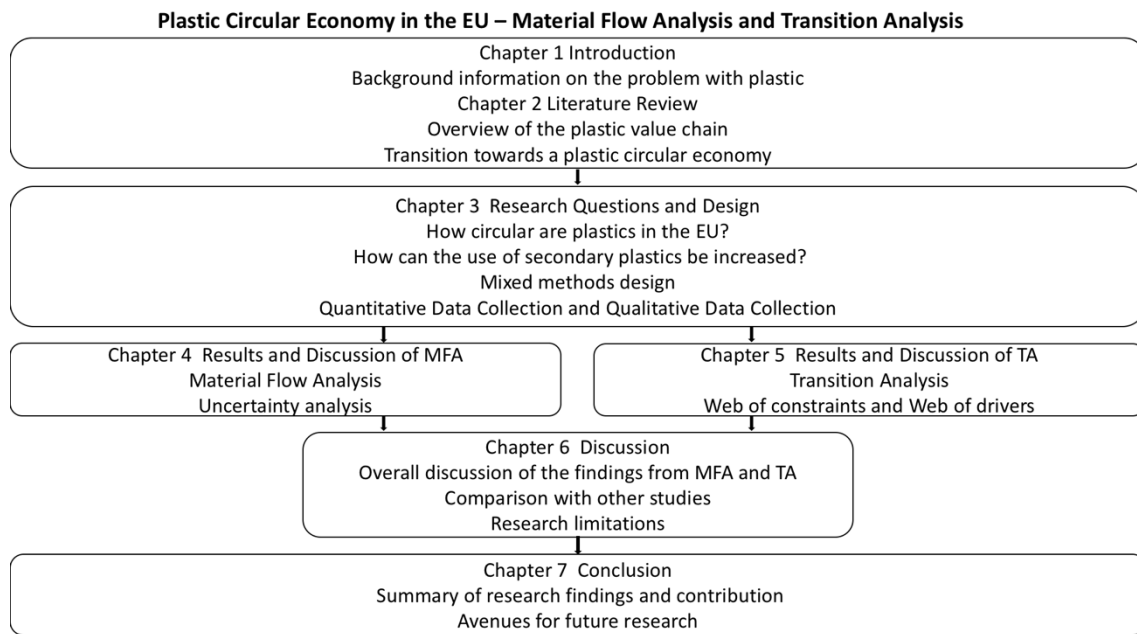 Plastic Circular Economy in the EU – Material Flow Analysis and Transition Analysis
Chapter 1 Introduction
Background information on the problem with plastic
Chapter 2 Literature Review
Overview of the plastic value chain
Transition towards a plastic circular economy
Chapter 3 Research Questions and Design
How circular are plastics in the EU?
How can the use of secondary plastics be increased?
Mixed methods design
Quantitative Data Collection and Qualitative Data Collection
Chapter 4 Results and Discussion of MFA
Material Flow Analysis
Uncertainty analysis
Chapter 5 Results and Discussion of TA
Transition Analysis
Web of constraints and Web of drivers
Chapter 6 Discussion
Overall discussion of the findings from MFA and TA
Comparison with other studies
Research limitations
Chapter 7 Conclusion
Summary of research findings and contribution
Avenues for future research